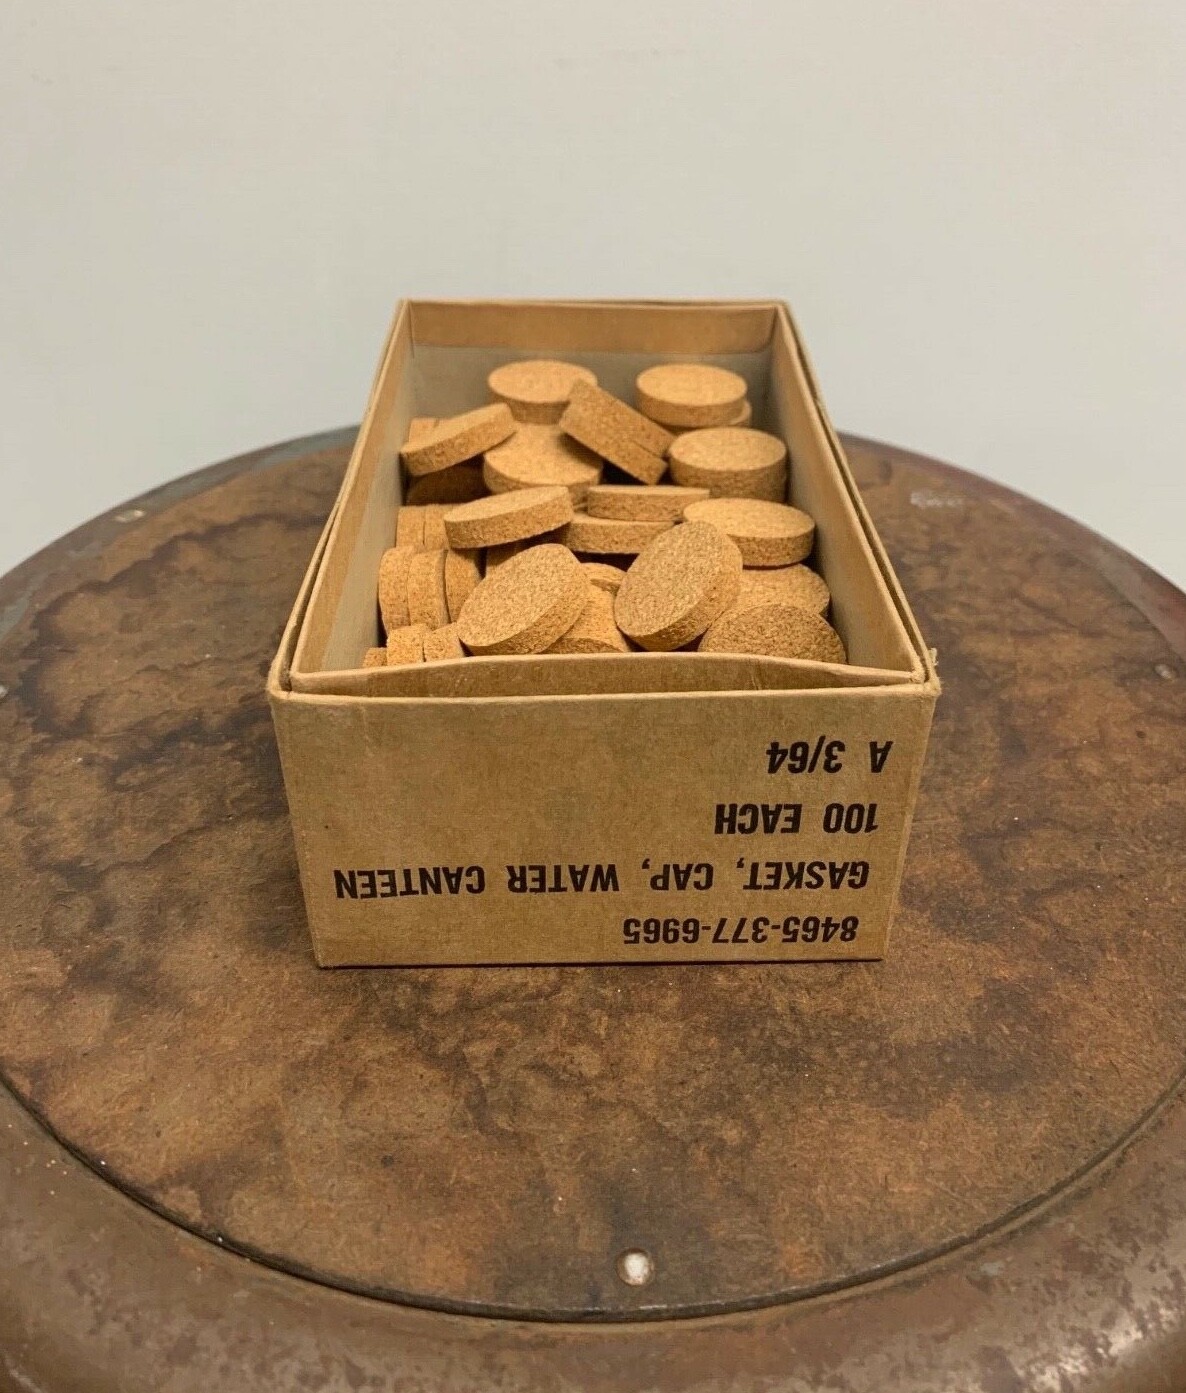 8465-377-6965
GASKET, CAP, WATER CANTEEN
100 EACH
A 3/64